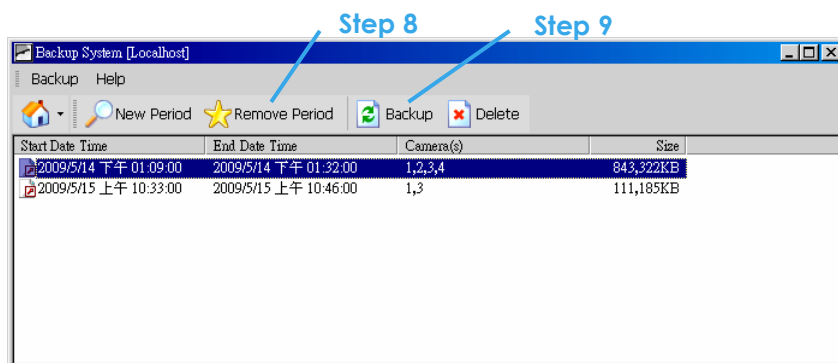 Step 8 Step 9
Backup System [Localhost]
Backup Help
New Period Remove Period Backup Delete
Start Date Time End Date Time Camera(s) Size
2009/5/14 下午 01:09:00 2009/5/14 下午 01:32:00 1,2,3,4 843,322KB
2009/5/15 上午 10:33:00 2009/5/15 上午 10:46:00 1,3 111,185KB